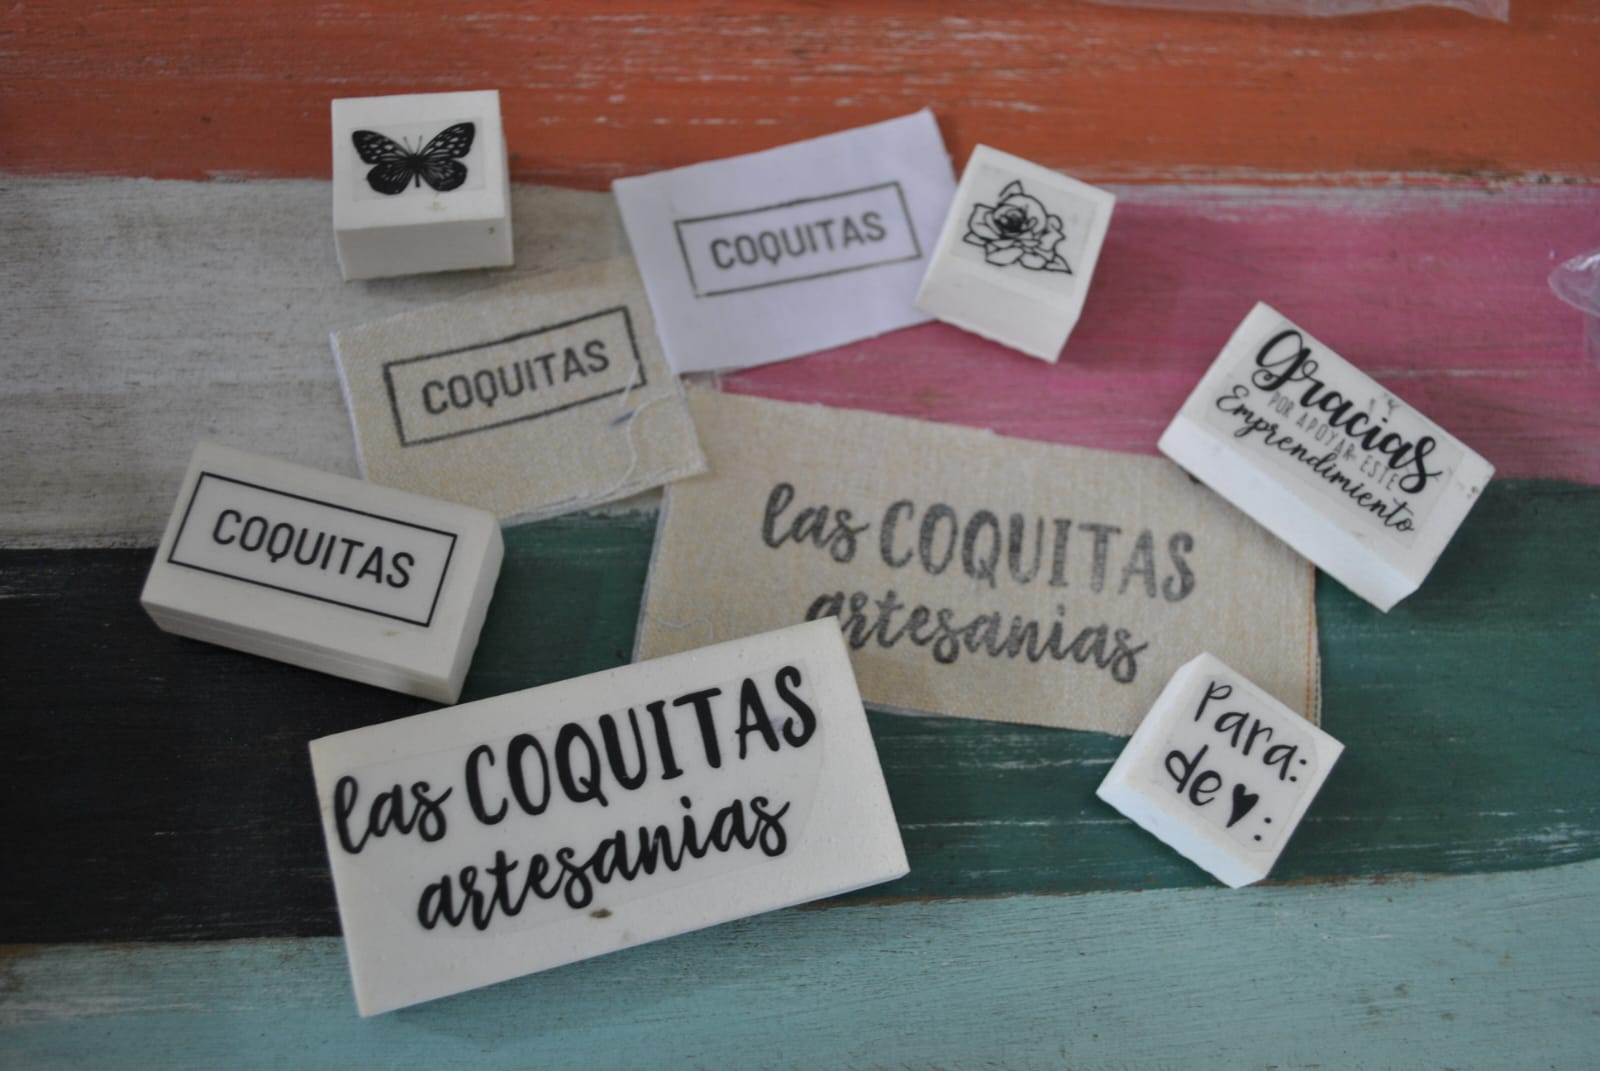 COQUITAS
COQUITAS
COQUITAS
las COQUITAS
artesanias
las COQUITAS
artesanias
Gracias
POR APOYAR ESTE
Emprendimiento
Para:
de ♥: